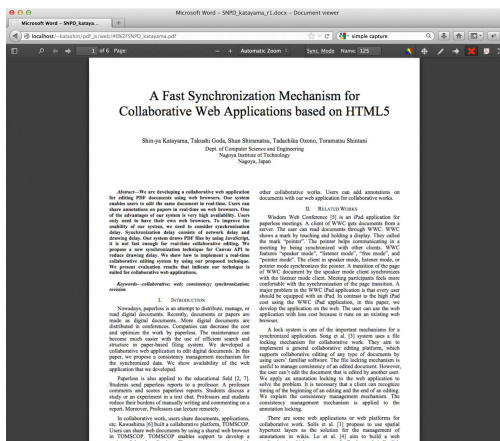 Microsoft Word – SNPD_katayama_r1.docx – Document viewer
Microsoft Word – SNPD_kataya...
localhost/~katashin/pdf_js/web/#0%2FSNPD_katayama.pdf
simple capture
1 of 6 Page:
Automatic Zoom
Sync. Mode Name: 125
A Fast Synchronization Mechanism for
Collaborative Web Applications based on HTML5
Shin-ya Katayama, Takushi Goda, Shun Shiramatsu, Tadachika Ozono, Toramatsu Shintani
Dept. of Computer Science and Engineering
Nagoya Institute of Technology
Nagoya, Japan
Abstract—We are developing a collaborative web application
for editing PDF documents using web browsers. Our system
enables users to edit the same document in real-time. Users can
share annotations on papers in real-time on web browsers. One
of the advantages of our system is very high availability. Users
only need to have their own web browsers. To improve the
usability of our system, we need to consider synchronization
delay. Synchronization delay consists of network delay and
drawing delay. Our system draws PDF files by using JavaScript,
it is not fast enough for real-time collaborative editing. We
propose a new synchronization technique for Canvas API to
reduce drawing delay. We show how to implement a real-time
collaborative editing system by using our proposed technique.
We present evaluation results that indicate our technique is
suited for collaborative web applications.
Keywords—collaborative; web; consistency; synchronization;
revision
I. INTRODUCTION
Nowadays, paperless is an attempt to distribute, manage, or
read digital documents. Recently, documents or papers are
made as digital documents. More digital documents are
distributed in conferences. Companies can decrease the cost
and optimize the work by paperless. The maintenance can
become much easier with the use of efficient search and
structure in paper-based filing system. We developed a
collaborative web application to edit digital documents. In this
paper, we propose a consistency management mechanism for
the synchronized data. We show availability of the web
application that we developed.
Paperless is also applied to the educational field [2, 7].
Students send paperless reports to a professor. A professor
comments and scores paperless reports. Students discuss a
study or an experiment in a text chat. Professors and students
reduce their burdens of manually writing and commenting on a
report. Moreover, Professors can lecture remotely.
In collaborative work, users share documents, applications,
etc. Kawashima [6] built a collaborative platform, TOMSCOP.
Users can share web documents by using a shared web browser
in TOMSCOP. TOMSCOP enables support to develop a
other collaborative works. Users can add annotations on
documents with our web application for collaborative works.
II. RELATED WORKS
Wisdom Web Conference [5] is an iPad application for
paperless meetings. A client of WWC gets documents from a
server. The user can read documents through WWC. WWC
shows a mark by touching and holding a display. They called
the mark "pointer". The pointer helps communicating in a
meeting by being synchronized with other clients. WWC
features "speaker mode", "listener mode", "free mode", and
"pointer mode". The client in speaker mode, listener mode, or
pointer mode synchronizes the pointer. A transition of the page
of WWC document by the speaker mode client synchronizes
with the listener mode client. Meeting participants feels more
comfortable with the synchronization of the page transition. A
major problem in the WWC iPad application is that every user
should be equipped with an iPad. In contrast to the high iPad
cost using the WWC iPad application, in this paper, we
develop the application on the web. The user can use the web
application with less cost because it runs on an existing web
browser.
A lock system is one of the important mechanisms for a
synchronized application. Song et al. [3] system uses a file
locking mechanism for collaborative work. They aim to
implement a general collaborative editing platform, which
supports collaborative editing of any type of documents by
using users' familiar software. The file locking mechanism is
useful to manage consistency of an edited document. However,
the user can't edit the document that is edited by another user.
We apply an annotation locking to the web application to
solve the problem. It is necessary that a client can recognize
timing of the beginning of an editing and the end of an editing.
We explain the consistency management mechanism. The
consistency management mechanism is applied to the
annotation locking.
There are some web applications or web platforms for
collaborative work. Solis et al. [1] propose to use spatial
hypertext layers as the solution for the management of
annotations in wikis. Lo et al. [4] aim to build a web